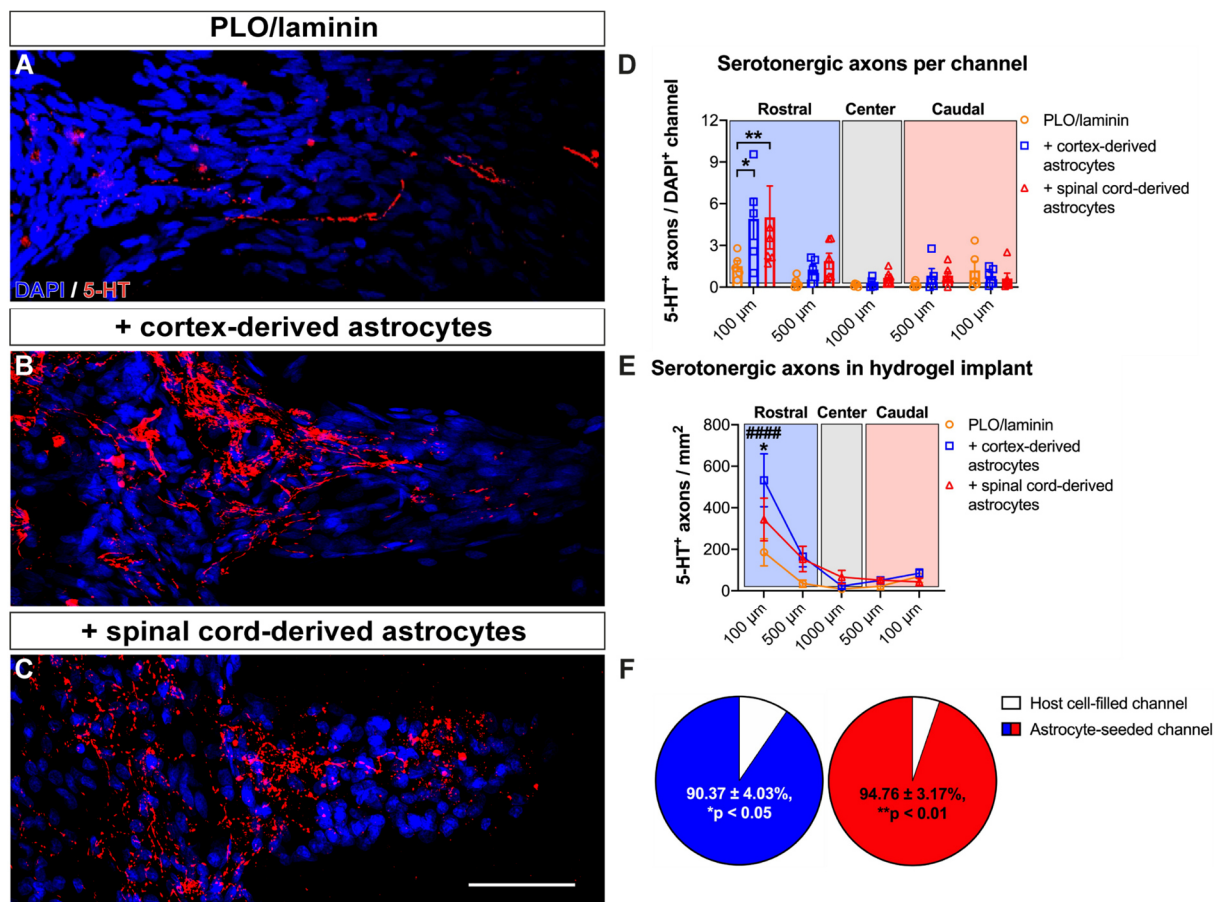 PLO/laminin
A
DAPI / 5-HT
+ cortex-derived astrocytes
B
+ spinal cord-derived astrocytes
C
D
Serotonergic axons per channel
5-HT⁺ axons / DAPI⁺ channel
Rostral
Center
Caudal
12
9
6
3
0
*
**
100 µm
500 µm
1000 µm
500 µm
100 µm
PLO/laminin
+ cortex-derived
astrocytes
+ spinal cord-derived
astrocytes
E
Serotonergic axons in hydrogel implant
5-HT⁺ axons / mm²
Rostral
Center
Caudal
800
600
400
200
0
####
*
100 µm
500 µm
1000 µm
500 µm
100 µm
PLO/laminin
+ cortex-derived
astrocytes
+ spinal cord-derived
astrocytes
F
90.37 ± 4.03%,
*p < 0.05
94.76 ± 3.17%,
**p < 0.01
Host cell-filled channel
Astrocyte-seeded channel